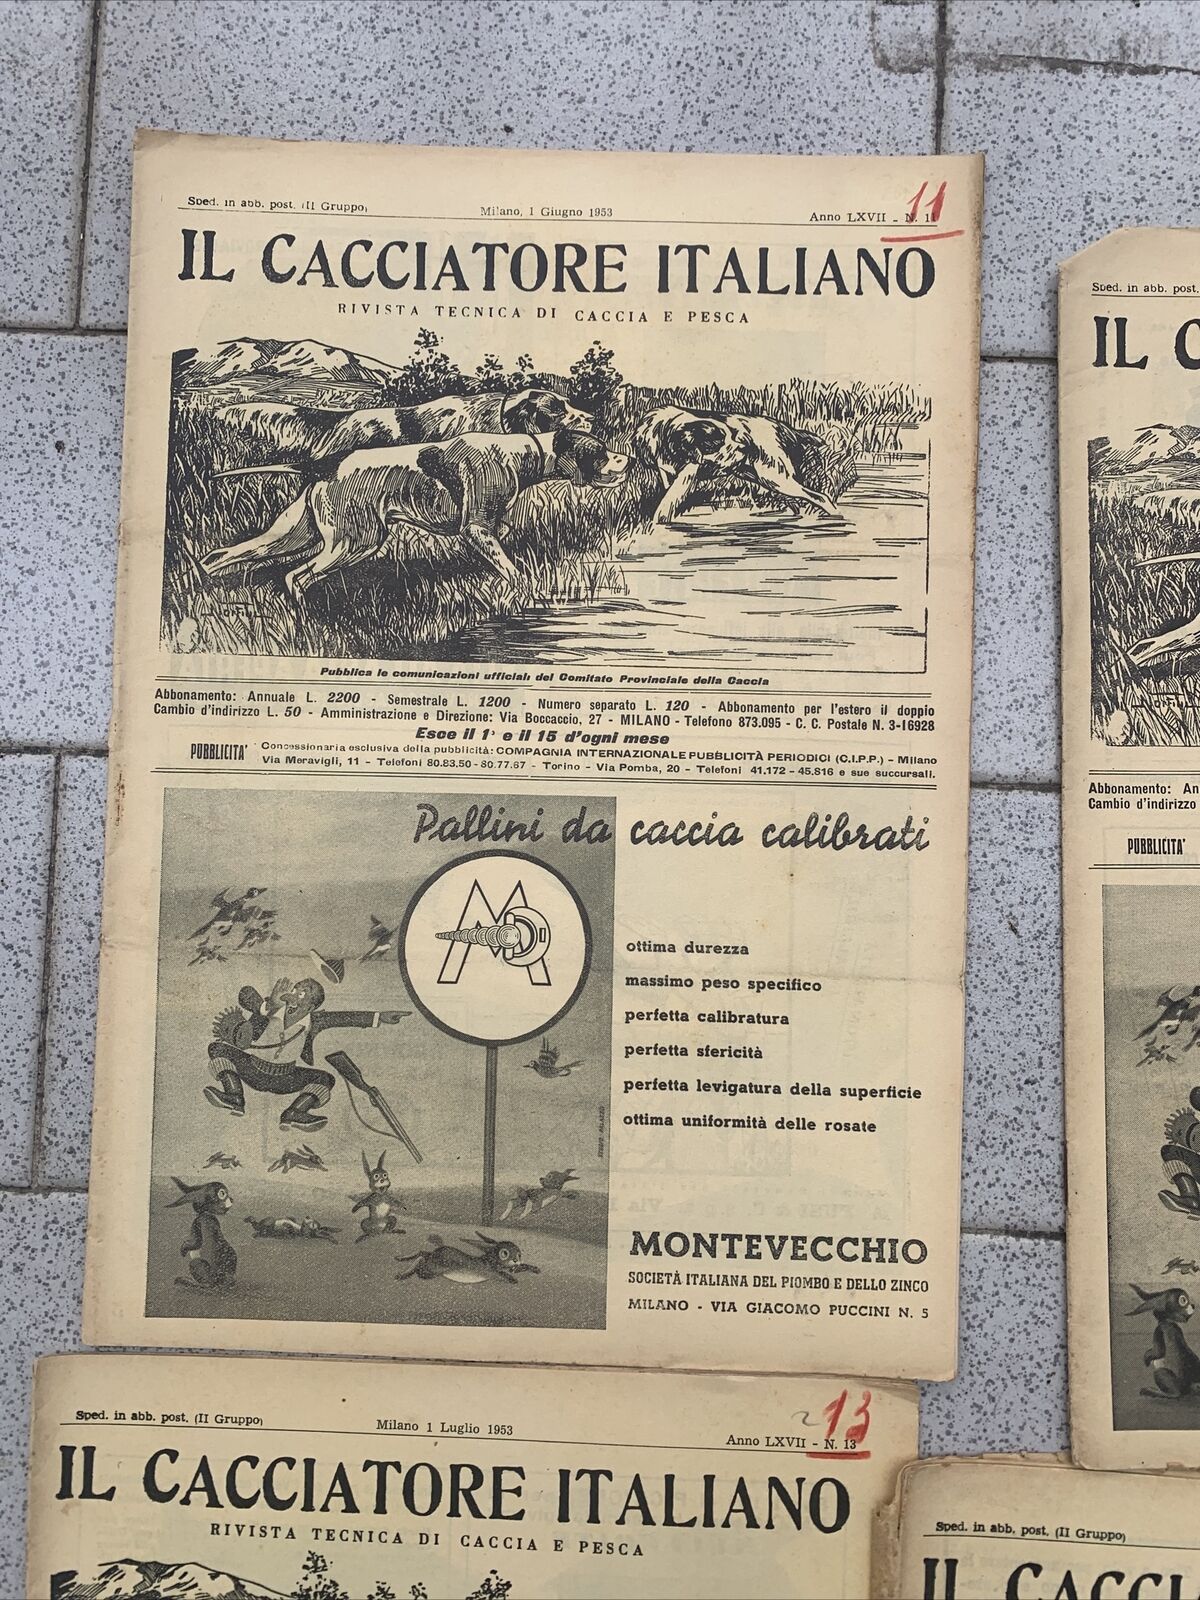 Sped. in abb. post. (II Gruppo)
Milano, 1 Giugno 1953
Anno LXVII - N. 11
11
IL CACCIATORE ITALIANO
RIVISTA TECNICA DI CACCIA E PESCA
Pubblica le comunicazioni ufficiali del Comitato Provinciale della Caccia
Abbonamento: Annuale L. 2200 - Semestrale L. 1200 - Numero separato L. 120 - Abbonamento per l'estero il doppio
Cambio d'indirizzo L. 50 - Amministrazione e Direzione: Via Boccaccio, 27 - MILANO - Telefono 873.095 - C. C. Postale N. 3-16928
Esce il 1° e il 15 d'ogni mese
PUBBLICITA'
Concessionaria esclusiva della pubblicità: COMPAGNIA INTERNAZIONALE PUBBLICITÀ PERIODICI (C.I.P.P.) - Milano
Via Meravigli, 11 - Telefoni 80.83.50 - 80.77.67 - Torino - Via Pomba, 20 - Telefoni 41.172 - 45.816 e sue succursali.
Pallini da caccia calibrati
M
ottima durezza
massimo peso specifico
perfetta calibratura
perfetta sfericità
perfetta levigatura della superficie
ottima uniformità delle rosate
MONTEVECCHIO
SOCIETÀ ITALIANA DEL PIOMBO E DELLO ZINCO
MILANO - VIA GIACOMO PUCCINI N. 5
Sped. in abb. post.
IL C
Abbonamento: An
Cambio d'indirizzo
PUBBLICITA'
Sped. in abb. post. (II Gruppo)
Milano 1 Luglio 1953
Anno LXVII - N. 13
13
IL CACCIATORE ITALIANO
RIVISTA TECNICA DI CACCIA E PESCA
Sped. in abb. post. (II Gruppo)
IL CACCI